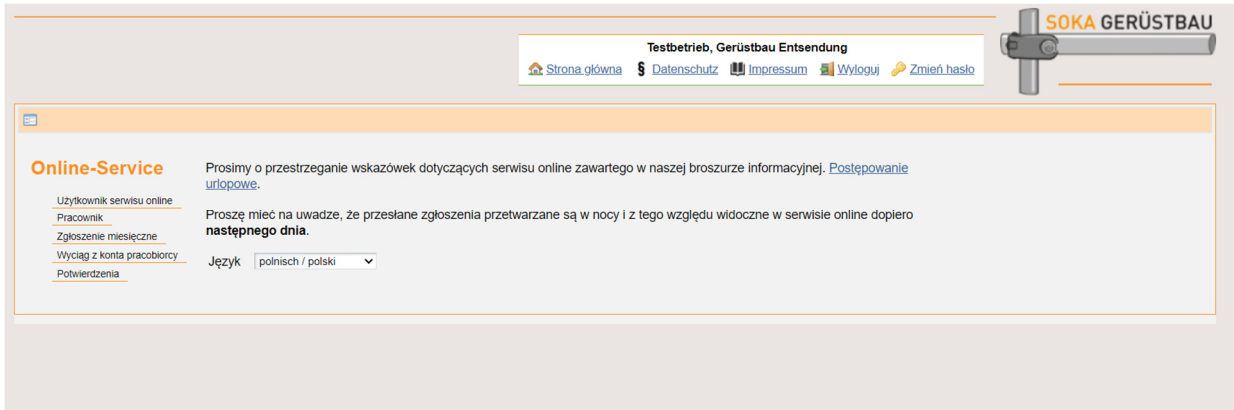 SOKA GERÜSTBAU
Testbetrieb, Gerüstbau Entsendung
Strona główna § Datenschutz Impressum Wyloguj Zmień hasło
Online-Service
Użytkownik serwisu online
Pracownik
Zgłoszenie miesięczne
Wyciąg z konta pracobiorcy
Potwierdzenia
Prosimy o przestrzeganie wskazówek dotyczących serwisu online zawartego w naszej broszurze informacyjnej. Postępowanie
urlopowe.
Proszę mieć na uwadze, że przesłane zgłoszenia przetwarzane są w nocy i z tego względu widoczne w serwisie online dopiero
następnego dnia.
Język polnisch / polski